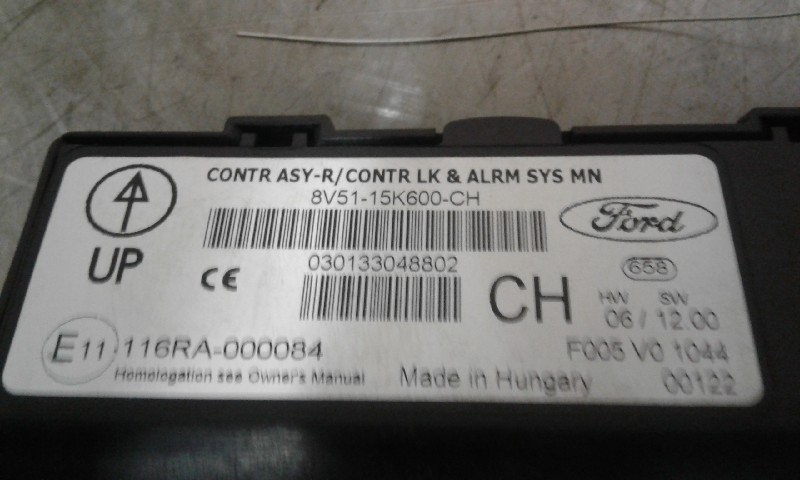 CONTR ASY-R/CONTR LK & ALRM SYS MN
8V51-15K600-CH
Ford
UP
CE
030133048802
CH
658
HW SW
06 / 12.00
E11 116RA-000084
F005 V0 1044
Homologation see Owner's Manual
Made in Hungary
00122